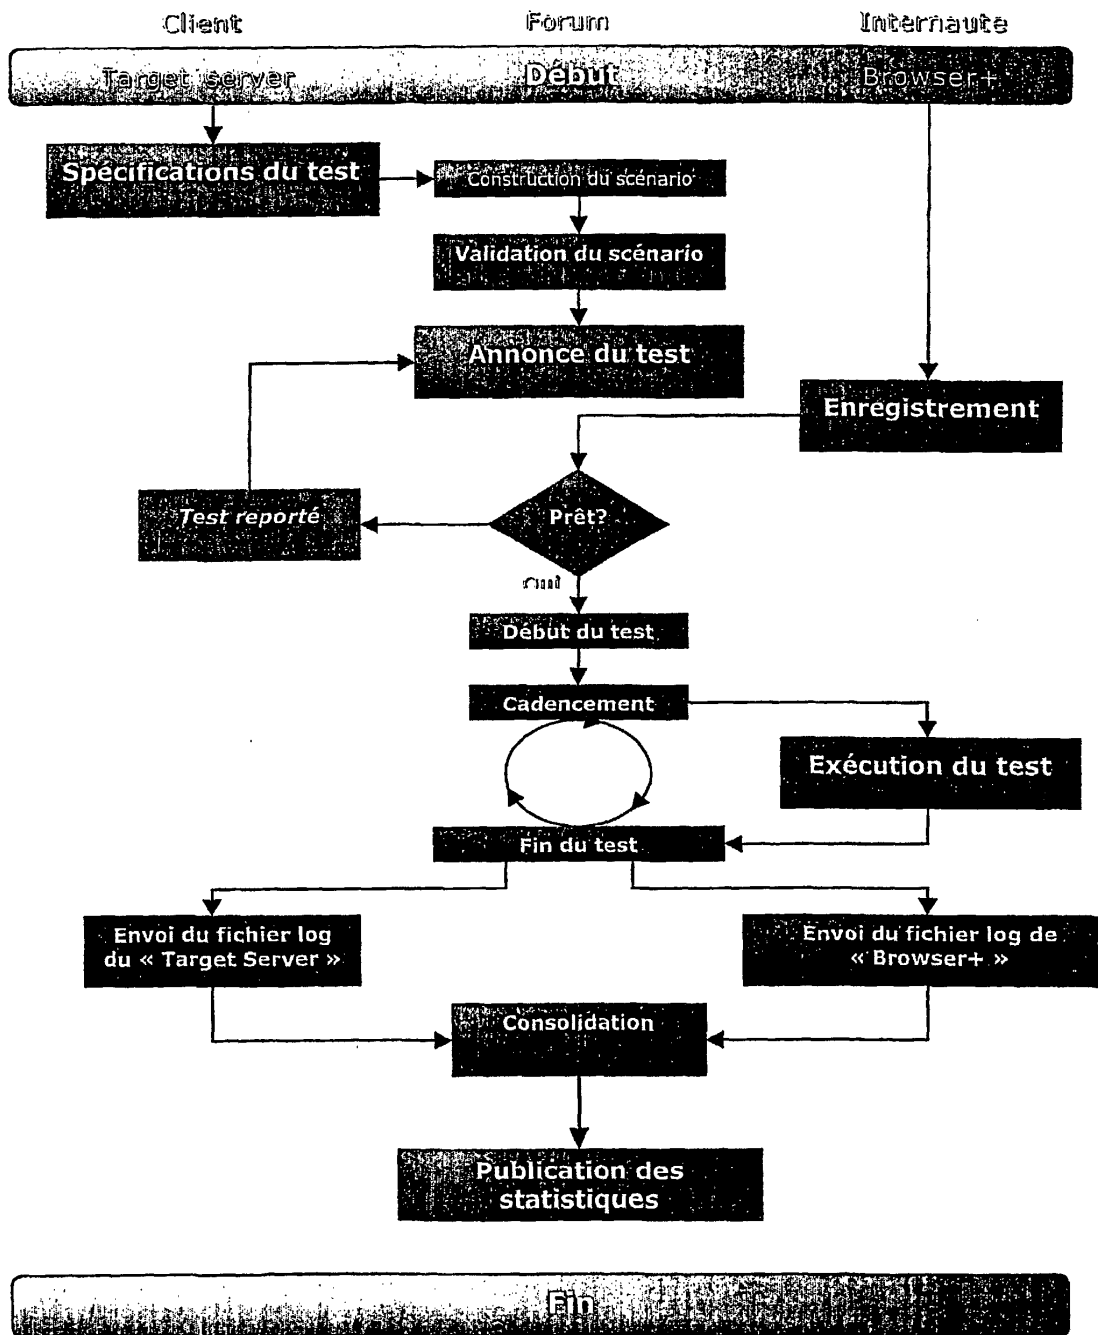 Client Forum Internaute
Target server Début Browser+
Spécifications du test
Construction du scénario
Validation du scénario
Annonce du test
Enregistrement
Prêt?
Test reporté
oui
Début du test
Cadencement
Exécution du test
Fin du test
Envoi du fichier log
du « Target Server »
Envoi du fichier log de
« Browser+ »
Consolidation
Publication des
statistiques
Fin